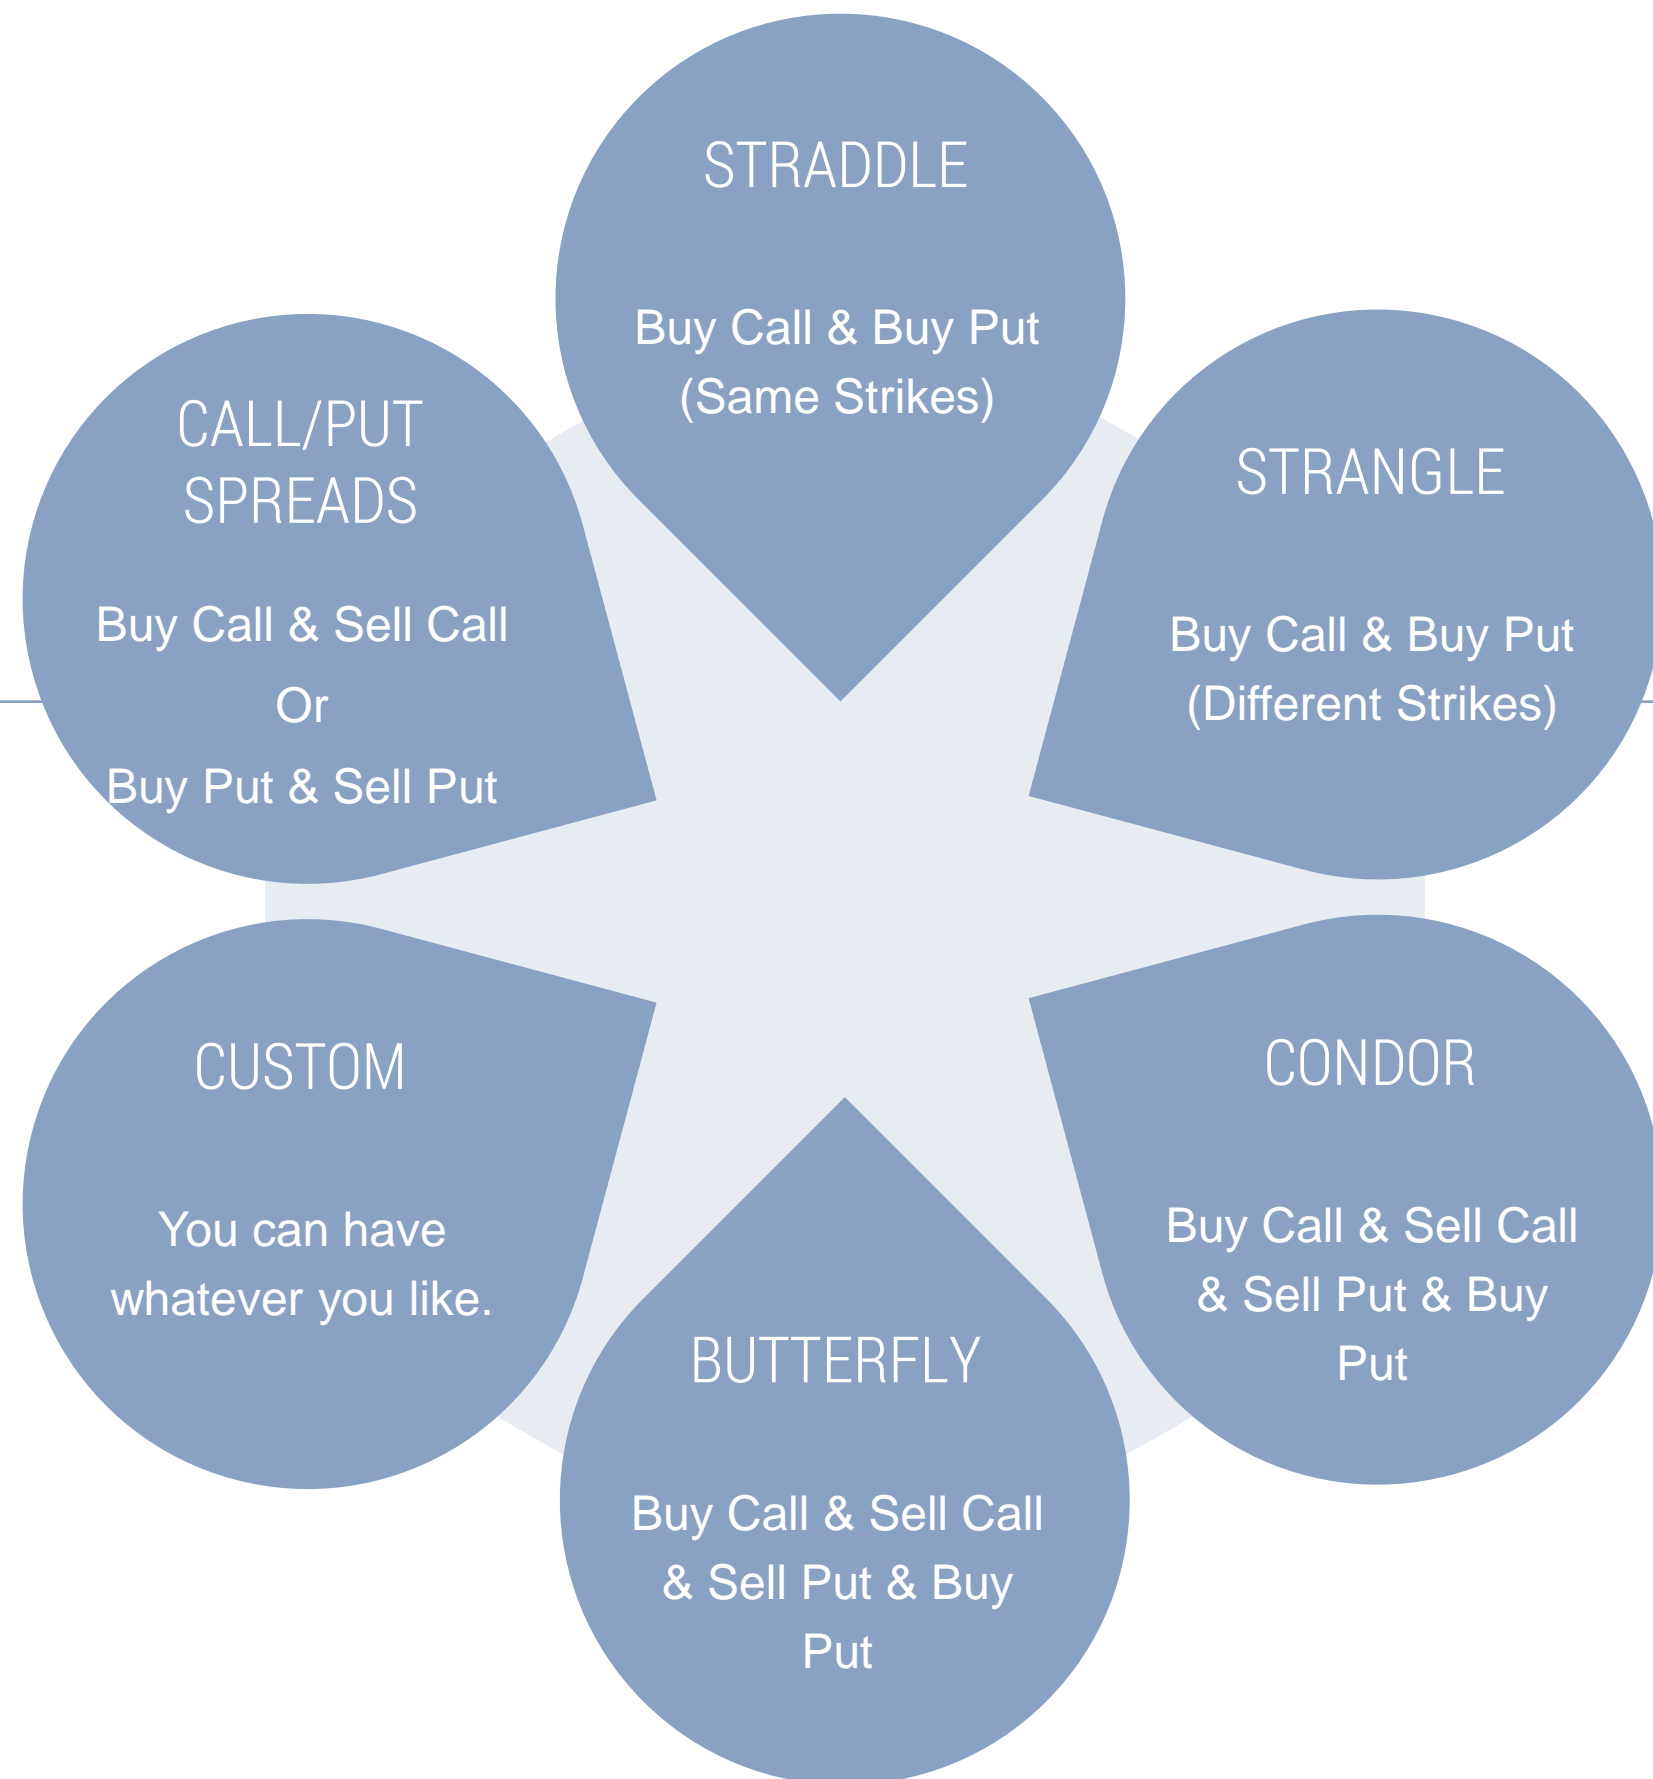 STRADDLE
Buy Call & Buy Put
(Same Strikes)
STRANGLE
Buy Call & Buy Put
(Different Strikes)
CONDOR
Buy Call & Sell Call
& Sell Put & Buy
Put
BUTTERFLY
Buy Call & Sell Call
& Sell Put & Buy
Put
CUSTOM
You can have
whatever you like.
CALL/PUT
SPREADS
Buy Call & Sell Call
Or
Buy Put & Sell Put